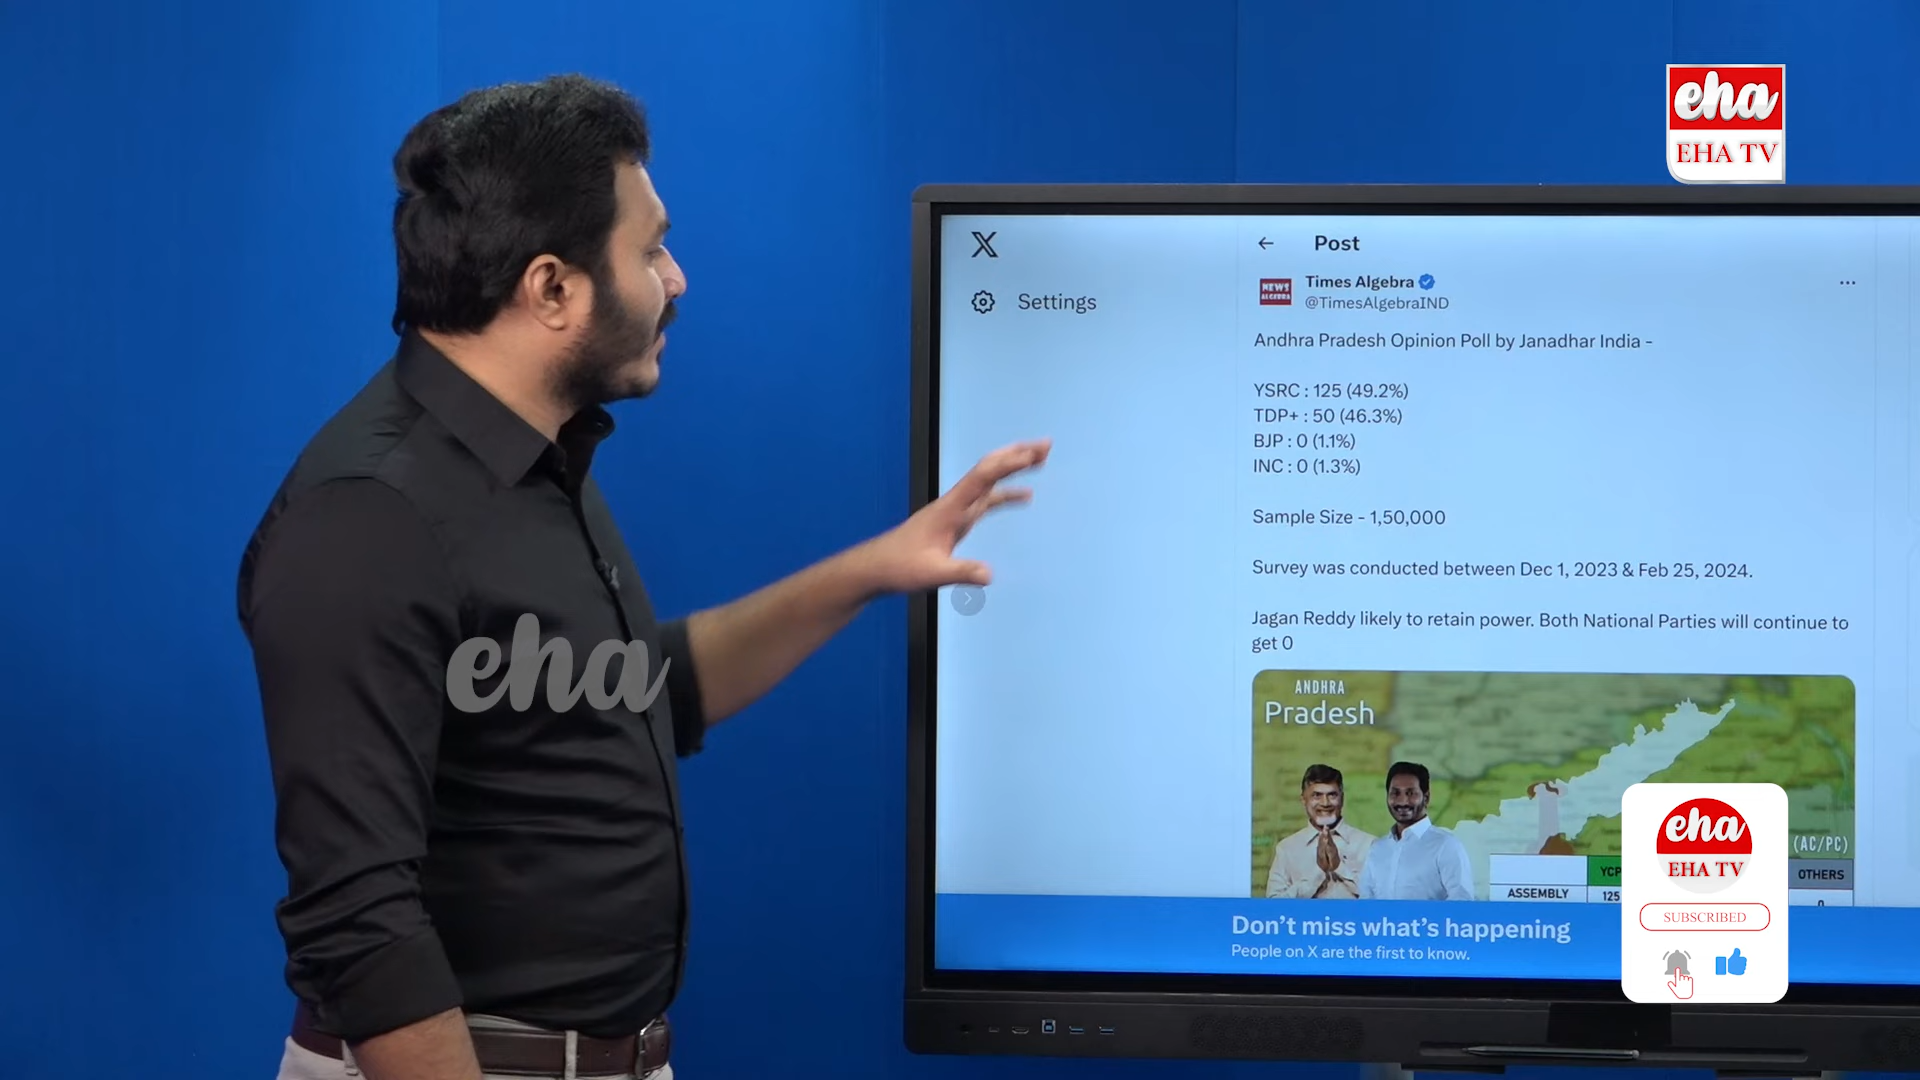 eha
EHA TV
X
Settings
Post
NEWS
ALGEBRA
Times Algebra
@TimesAlgebraIND
Andhra Pradesh Opinion Poll by Janadhar India -
YSRC : 125 (49.2%)
TDP+ : 50 (46.3%)
BJP : 0 (1.1%)
INC : 0 (1.3%)
Sample Size - 1,50,000
Survey was conducted between Dec 1, 2023 & Feb 25, 2024.
Jagan Reddy likely to retain power. Both National Parties will continue to
get 0
ANDHRA
Pradesh
(AC/PC)
YCP
OTHERS
ASSEMBLY
125
0
Don't miss what's happening
People on X are the first to know.
eha
eha
EHA TV
SUBSCRIBED